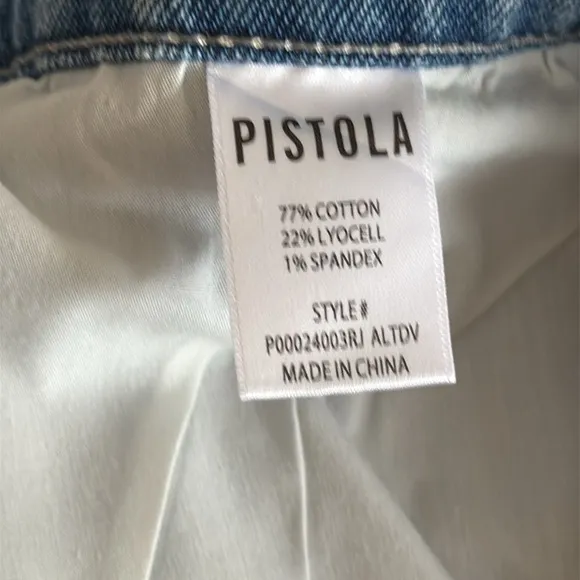 PISTOLA
77% COTTON
22% LYOCELL
1% SPANDEX
STYLE#
P00024003RJ ALTDV
MADE IN CHINA